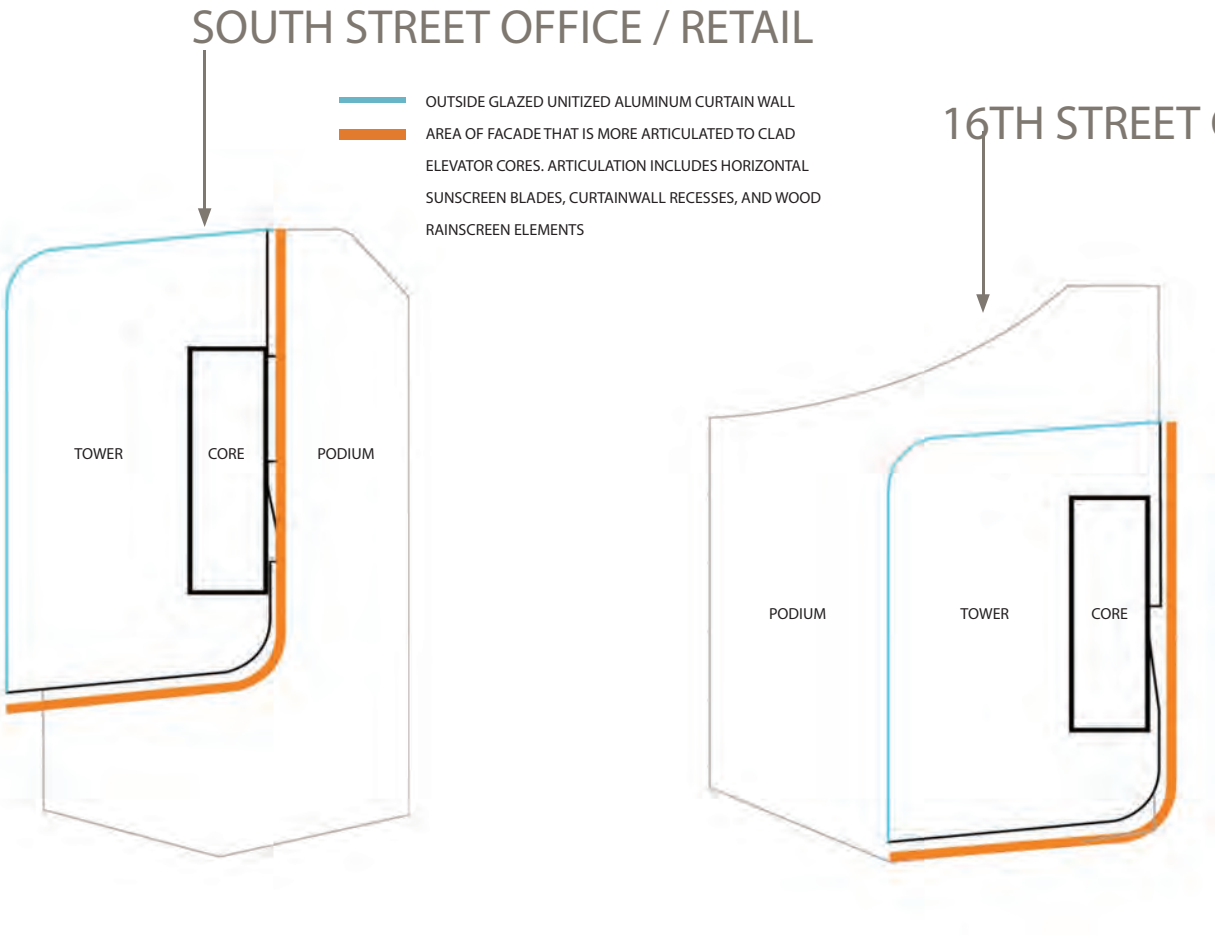 SOUTH STREET OFFICE / RETAIL
OUTSIDE GLAZED UNITIZED ALUMINUM CURTAIN WALL
AREA OF FACADE THAT IS MORE ARTICULATED TO CLAD
ELEVATOR CORES. ARTICULATION INCLUDES HORIZONTAL
SUNSCREEN BLADES, CURTAINWALL RECESSES, AND WOOD
RAINSCREEN ELEMENTS
16TH STREET
TOWER
CORE
PODIUM
PODIUM
TOWER
CORE